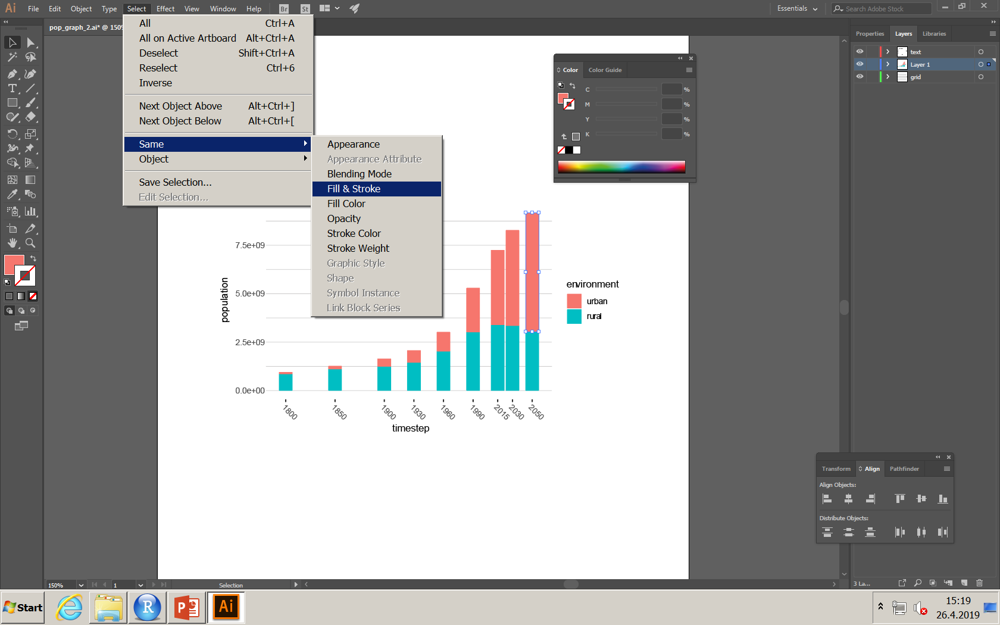 Ai File Edit Object Type Select Effect View Window Help Br St Essentials Search Adobe Stock
pop_graph_2.ai* @ 150%
All Ctrl+A
All on Active Artboard Alt+Ctrl+A
Deselect Shift+Ctrl+A
Reselect Ctrl+6
Inverse
Next Object Above Alt+Ctrl+]
Next Object Below Alt+Ctrl+[
Same
Object
Save Selection...
Edit Selection...
Appearance
Appearance Attribute
Blending Mode
Fill & Stroke
Fill Color
Opacity
Stroke Color
Stroke Weight
Graphic Style
Shape
Symbol Instance
Link Block Series
Color Color Guide
C %
M %
Y %
K %
Properties Layers Libraries
text
Layer 1
grid
7.5e+09
5.0e+09
2.5e+09
0.0e+00
population
1800 1850 1900 1930 1960 1990 2015 2030 2050
timestep
environment
urban
rural
Transform Align Pathfinder
Align Objects:
Distribute Objects:
150% 1 Selection
3 La...
Start
R
P
Ai
15:19
26.4.2019